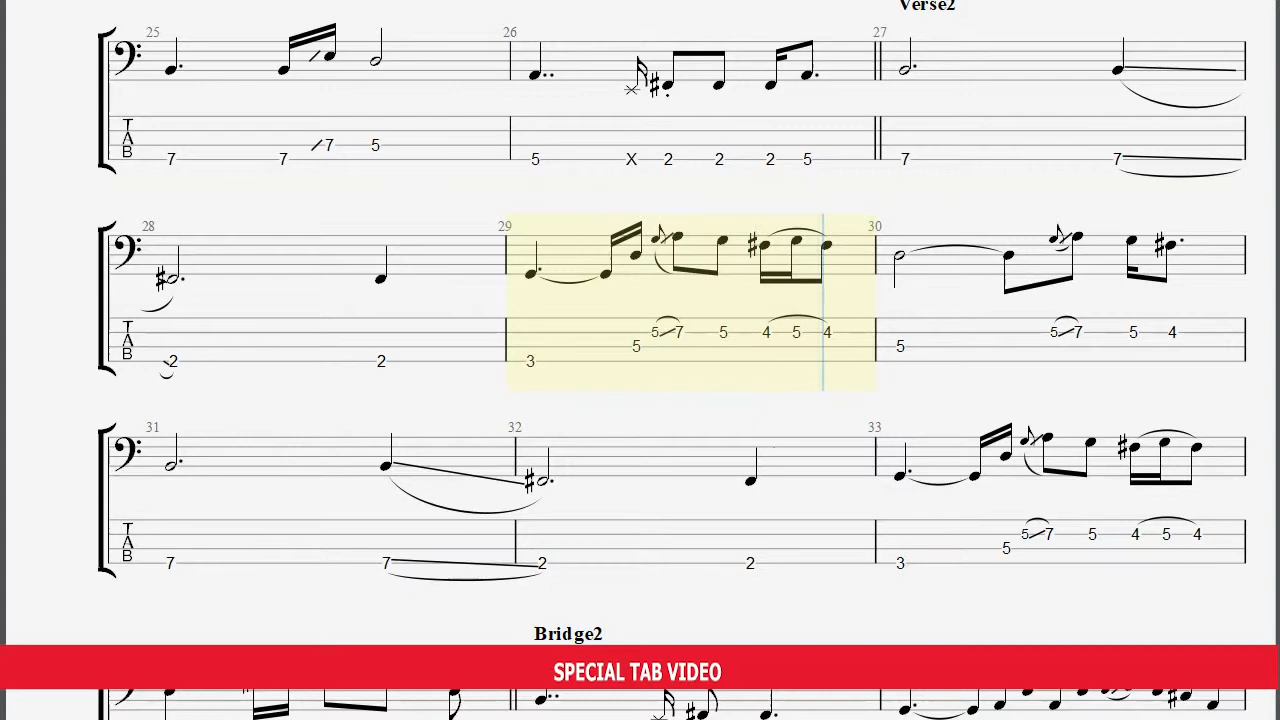 Verse2
25 26 27
T 7 7 7 5 5 X 2 2 2 5 7 7
A
B
28 29 30
T 2 2 3 5 5 7 5 4 5 4 5 5 7 5 4
A
B
31 32 33
T 7 7 2 2 3 5 5 7 5 4 5 4
A
B
Bridge2
SPECIAL TAB VIDEO